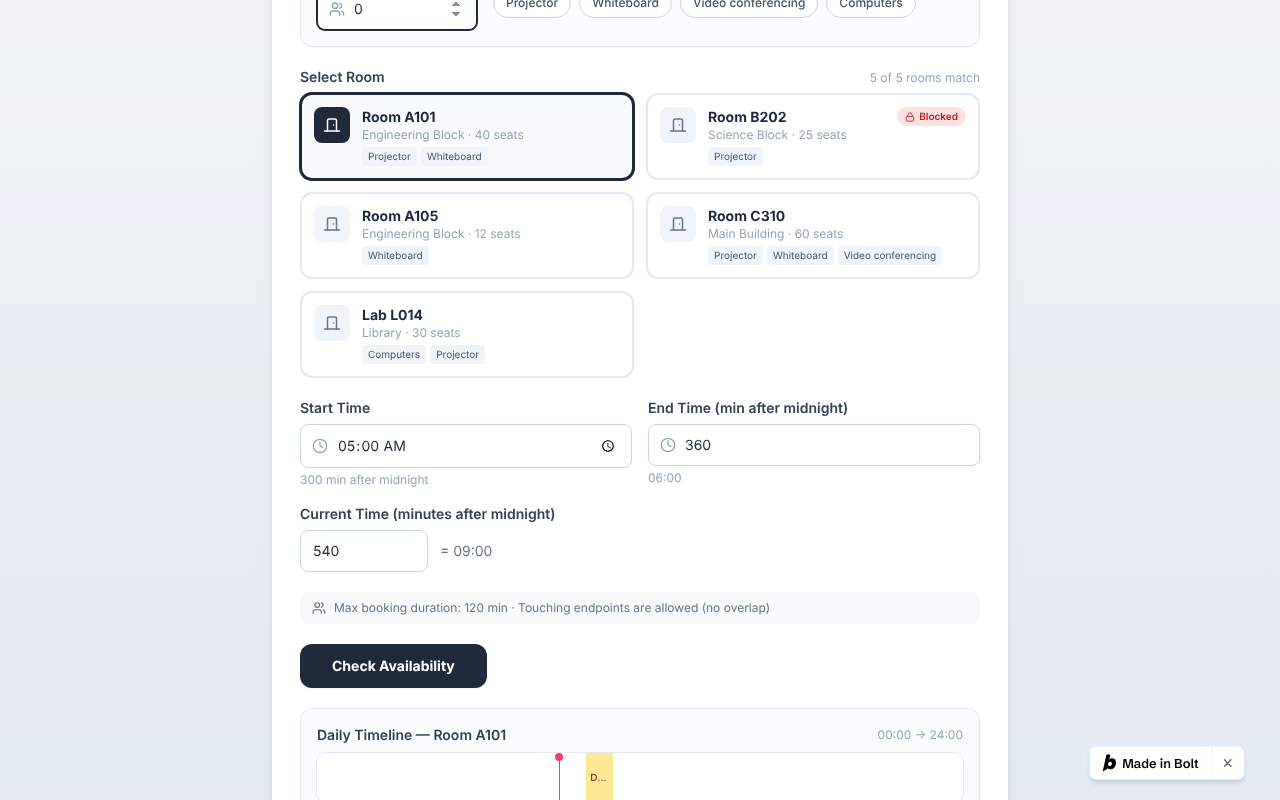 0
Projector
Whiteboard
Video conferencing
Computers
Select Room
5 of 5 rooms match
Room A101
Engineering Block · 40 seats
Projector
Whiteboard
Room B202
Blocked
Science Block · 25 seats
Projector
Room A105
Engineering Block · 12 seats
Whiteboard
Room C310
Main Building · 60 seats
Projector
Whiteboard
Video conferencing
Lab L014
Library · 30 seats
Computers
Projector
Start Time
05:00 AM
300 min after midnight
End Time (min after midnight)
360
06:00
Current Time (minutes after midnight)
540
= 09:00
Max booking duration: 120 min · Touching endpoints are allowed (no overlap)
Check Availability
Daily Timeline — Room A101
00:00 → 24:00
D...
b Made in Bolt